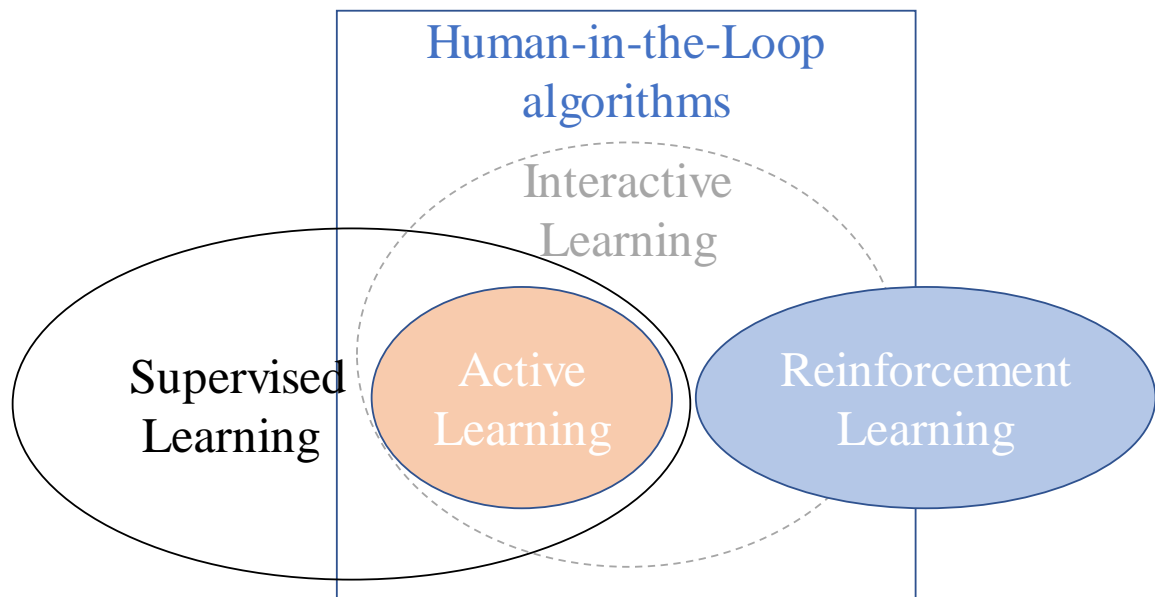 Human-in-the-Loop
algorithms
Interactive
Learning
Supervised
Learning
Active
Learning
Reinforcement
Learning